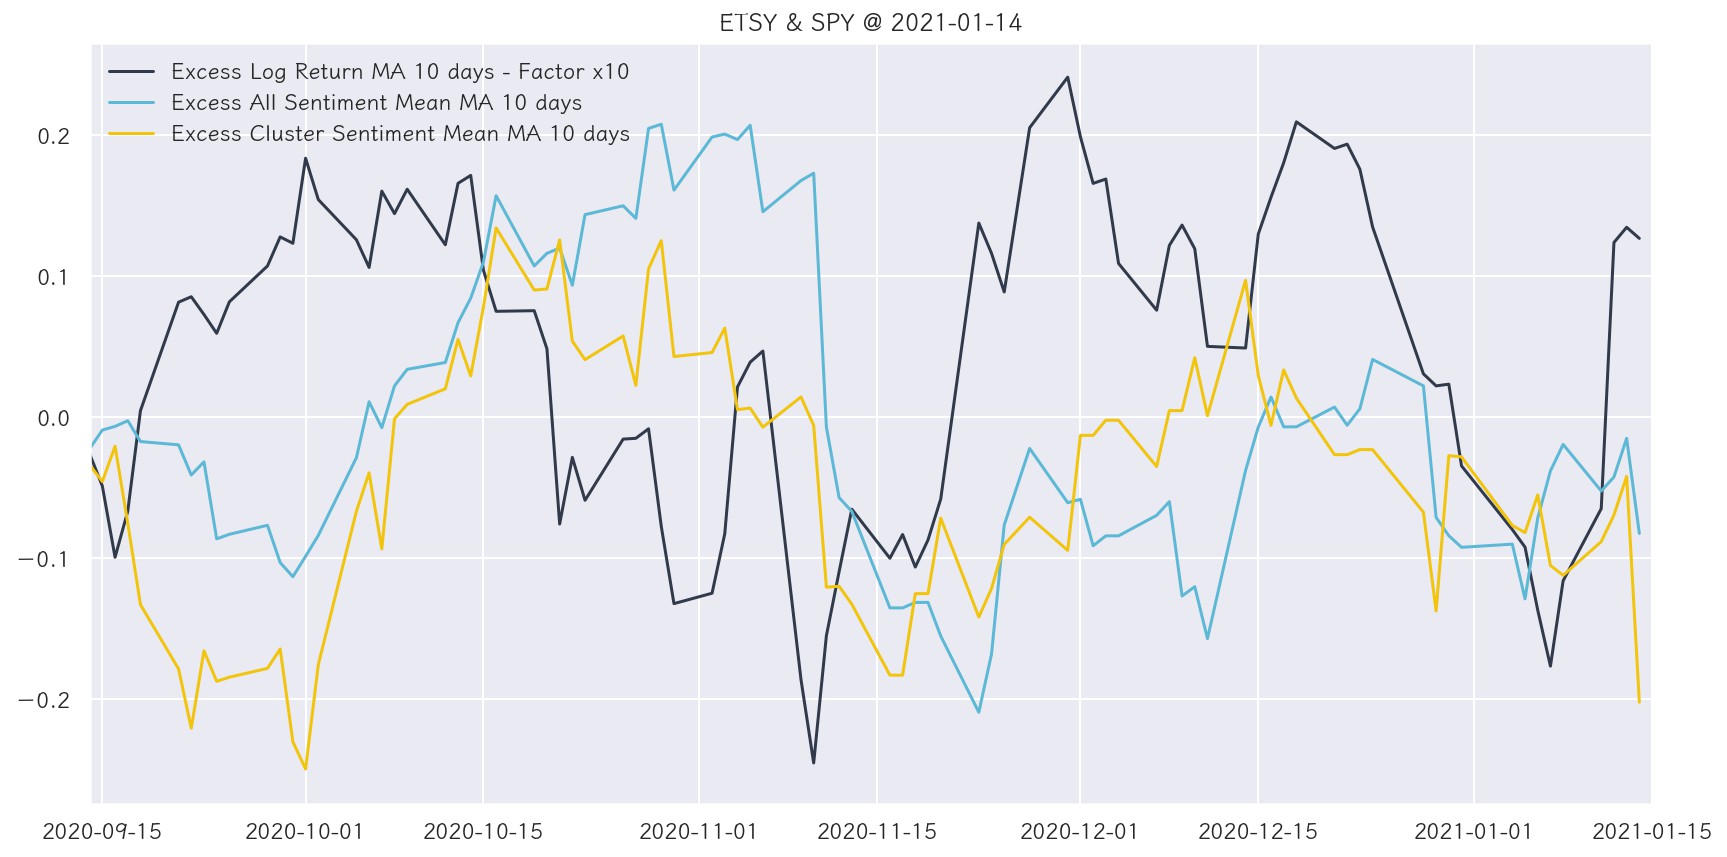 ETSY & SPY @ 2021-01-14
Excess Log Return MA 10 days - Factor x10
Excess All Sentiment Mean MA 10 days
Excess Cluster Sentiment Mean MA 10 days
0.2
0.1
0.0
−0.1
−0.2
2020-09-15 2020-10-01 2020-10-15 2020-11-01 2020-11-15 2020-12-01 2020-12-15 2021-01-01 2021-01-15